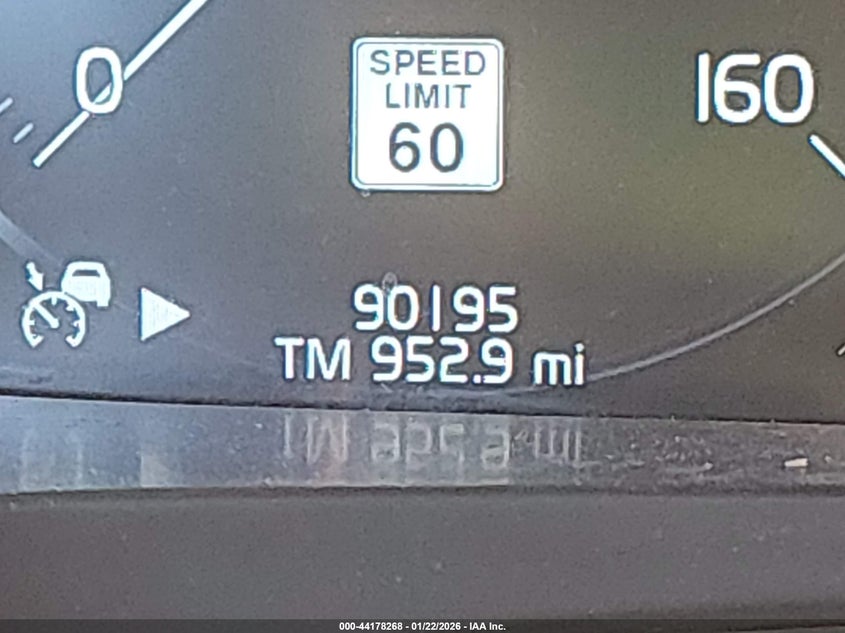 0
SPEED
LIMIT
60
160
90195
TM 952.9 mi
000-44178268 - 01/22/2026 - IAA Inc.